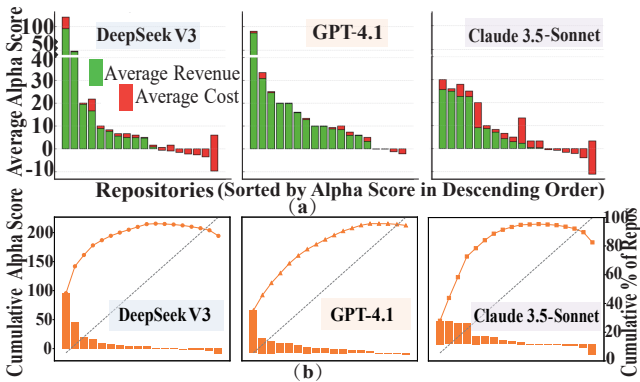 Average Alpha Score
100
50
40
30
20
10
0
-10
DeepSeek V3
Average Revenue
Average Cost
GPT-4.1
Claude 3.5-Sonnet
Repositories (Sorted by Alpha Score in Descending Order)
(a)
Cumulative Alpha Score
200
150
100
50
0
DeepSeek V3
GPT-4.1
Claude 3.5-Sonnet
100
80
60
40
20
0
Cumulative % of Repos
(b)